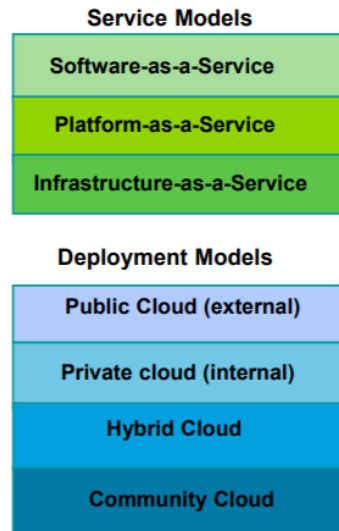 Service Models
Software-as-a-Service
Platform-as-a-Service
Infrastructure-as-a-Service
Deployment Models
Public Cloud (external)
Private cloud (internal)
Hybrid Cloud
Community Cloud